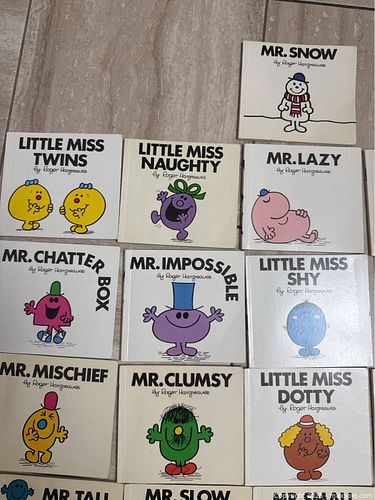 MR. SNOW
By Roger Hargreaves
LITTLE MISS
TWINS
By Roger Hargreaves
LITTLE MISS
NAUGHTY
By Roger Hargreaves
MR. LAZY
By Roger Hargreaves
MR. CHATTER
BOX
By Roger Hargreaves
MR. IMPOSSIBLE
By Roger Hargreaves
LITTLE MISS
SHY
By Roger Hargreaves
MR. MISCHIEF
By Roger Hargreaves
MR. CLUMSY
By Roger Hargreaves
LITTLE MISS
DOTTY
By Roger Hargreaves
MR. TALL
MR. SLOW